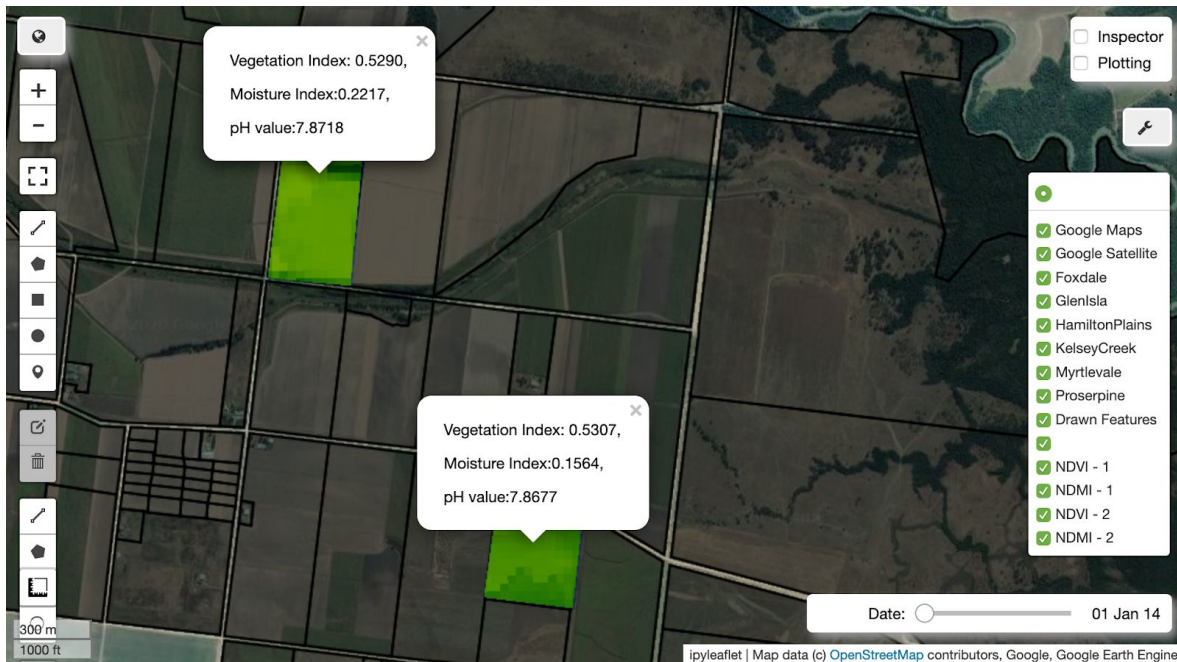 Vegetation Index: 0.5290,
Moisture Index:0.2217,
pH value:7.8718
×
Inspector
Plotting
+
−
Google Maps
Google Satellite
Foxdale
GlenIsla
HamiltonPlains
KelseyCreek
Myrtlevale
Proserpine
Drawn Features
NDVI - 1
NDMI - 1
NDVI - 2
NDMI - 2
Vegetation Index: 0.5307,
Moisture Index:0.1564,
pH value:7.8677
×
Date: 01 Jan 14
300 m
1000 ft
ipyleaflet | Map data (c) OpenStreetMap contributors, Google, Google Earth Engine